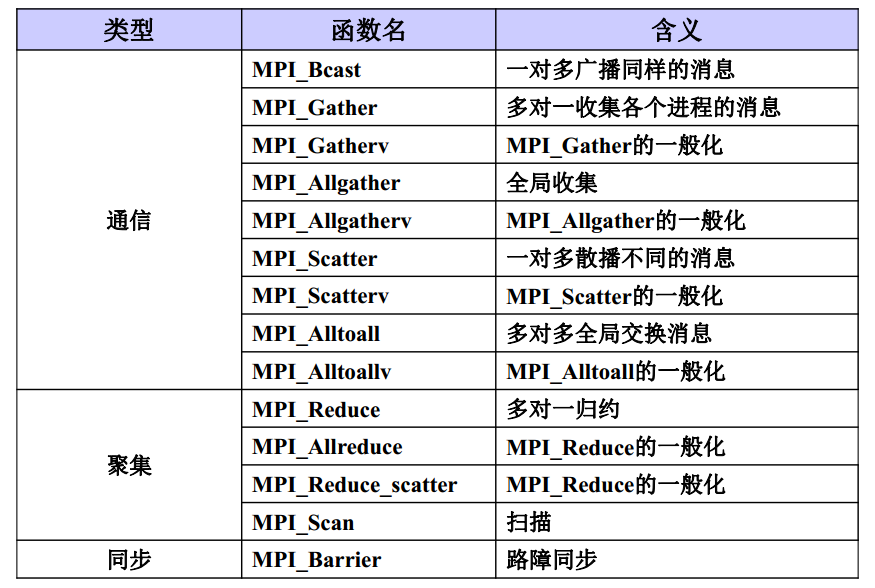 类型 函数名 含义
通信
MPI_Bcast 一对多广播同样的消息
MPI_Gather 多对一收集各个进程的消息
MPI_Gatherv MPI_Gather的一般化
MPI_Allgather 全局收集
MPI_Allgatherv MPI_Allgather的一般化
MPI_Scatter 一对多散播不同的消息
MPI_Scatterv MPI_Scatter的一般化
MPI_Alltoall 多对多全局交换消息
MPI_Alltoallv MPI_Alltoall的一般化
聚集
MPI_Reduce 多对一归约
MPI_Allreduce MPI_Reduce的一般化
MPI_Reduce_scatter MPI_Reduce的一般化
MPI_Scan 扫描
同步 MPI_Barrier 路障同步